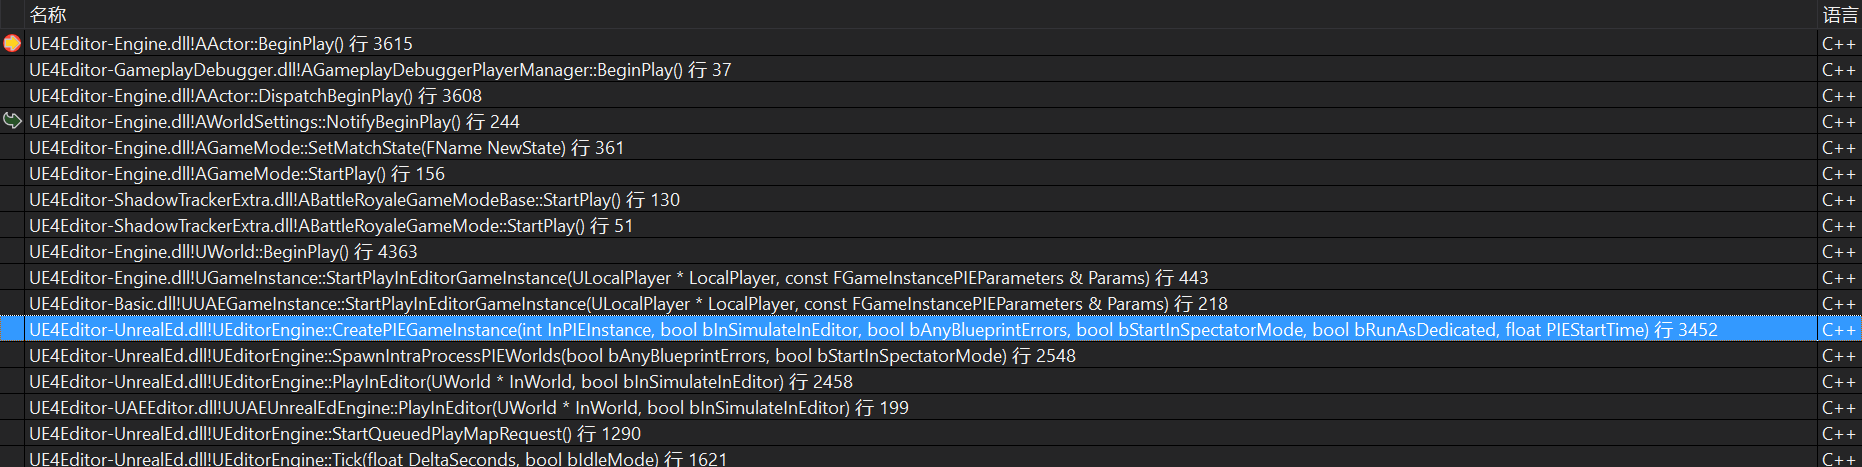 名称 语言
UE4Editor-Engine.dll!AActor::BeginPlay() 行 3615 C++
UE4Editor-GameplayDebugger.dll!AGameplayDebuggerPlayerManager::BeginPlay() 行 37 C++
UE4Editor-Engine.dll!AActor::DispatchBeginPlay() 行 3608 C++
UE4Editor-Engine.dll!AWorldSettings::NotifyBeginPlay() 行 244 C++
UE4Editor-Engine.dll!AGameMode::SetMatchState(FName NewState) 行 361 C++
UE4Editor-Engine.dll!AGameMode::StartPlay() 行 156 C++
UE4Editor-ShadowTrackerExtra.dll!ABattleRoyaleGameModeBase::StartPlay() 行 130 C++
UE4Editor-ShadowTrackerExtra.dll!ABattleRoyaleGameMode::StartPlay() 行 51 C++
UE4Editor-Engine.dll!UWorld::BeginPlay() 行 4363 C++
UE4Editor-Engine.dll!UGameInstance::StartPlayInEditorGameInstance(ULocalPlayer * LocalPlayer, const FGameInstancePIEParameters & Params) 行 443 C++
UE4Editor-Basic.dll!UUAEGameInstance::StartPlayInEditorGameInstance(ULocalPlayer * LocalPlayer, const FGameInstancePIEParameters & Params) 行 218 C++
UE4Editor-UnrealEd.dll!UEditorEngine::CreatePIEGameInstance(int InPIEInstance, bool bInSimulateInEditor, bool bAnyBlueprintErrors, bool bStartInSpectatorMode, bool bRunAsDedicated, float PIEStartTime) 行 3452 C++
UE4Editor-UnrealEd.dll!UEditorEngine::SpawnIntraProcessPIEWorlds(bool bAnyBlueprintErrors, bool bStartInSpectatorMode) 行 2548 C++
UE4Editor-UnrealEd.dll!UEditorEngine::PlayInEditor(UWorld * InWorld, bool bInSimulateInEditor) 行 2458 C++
UE4Editor-UAEEditor.dll!UUAEUnrealEdEngine::PlayInEditor(UWorld * InWorld, bool bInSimulateInEditor) 行 199 C++
UE4Editor-UnrealEd.dll!UEditorEngine::StartQueuedPlayMapRequest() 行 1290 C++
UE4Editor-UnrealEd.dll!UEditorEngine::Tick(float DeltaSeconds, bool bIdleMode) 行 1621 C++